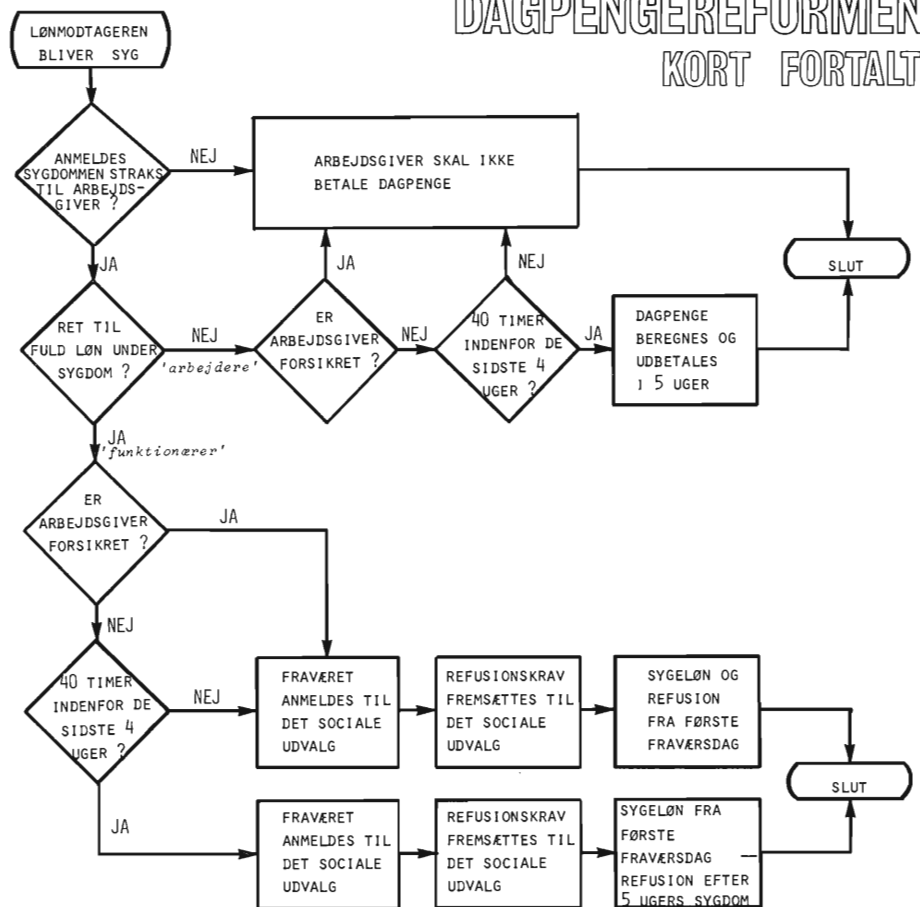 DAGPENGEREFORMEN
KORT FORTALT
LØNMODTAGEREN
BLIVER SYG
ANMELDES
SYGDOMMEN STRAKS
TIL ARBEJDS-
GIVER ?
NEJ
ARBEJDSGIVER SKAL IKKE
BETALE DAGPENGE
SLUT
JA
JA
NEJ
RET TIL
FULD LØN UNDER
SYGDOM ?
NEJ
'arbejdere'
ER
ARBEJDSGIVER
FORSIKRET ?
NEJ
40 TIMER
INDENFOR DE
SIDSTE 4
UGER ?
JA
DAGPENGE
BEREGNES OG
UDBETALES
I 5 UGER
JA
'funktionærer'
ER
ARBEJDSGIVER
FORSIKRET ?
JA
NEJ
40 TIMER
INDENFOR DE
SIDSTE 4
UGER ?
NEJ
FRAVÆRET
ANMELDES TIL
DET SOCIALE
UDVALG
REFUSIONSKRAV
FREMSÆTTES TIL
DET SOCIALE
UDVALG
SYGELØN OG
REFUSION
FRA FØRSTE
FRAVÆRSDAG
SLUT
JA
FRAVÆRET
ANMELDES TIL
DET SOCIALE
UDVALG
REFUSIONSKRAV
FREMSÆTTES TIL
DET SOCIALE
UDVALG
SYGELØN FRA
FØRSTE
FRAVÆRSDAG —
REFUSION EFTER
5 UGERS SYGDOM